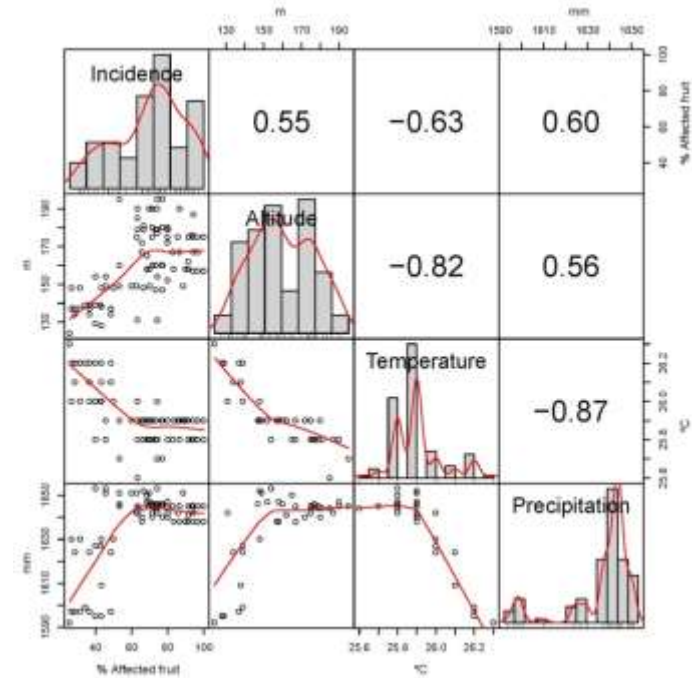 m
mm
130 150 170 190
1590 1610 1630 1650
Incidence
0.55
−0.63
0.60
40 60 80 100
% Affected fruit
m
130 150 170 190
Altitude
−0.82
0.56
Temperature
−0.87
25.6 25.8 26.0 26.2
ºC
mm
1590 1610 1630 1650
Precipitation
40 60 80 100
25.6 25.8 26.0 26.2
% Affected fruit
ºC